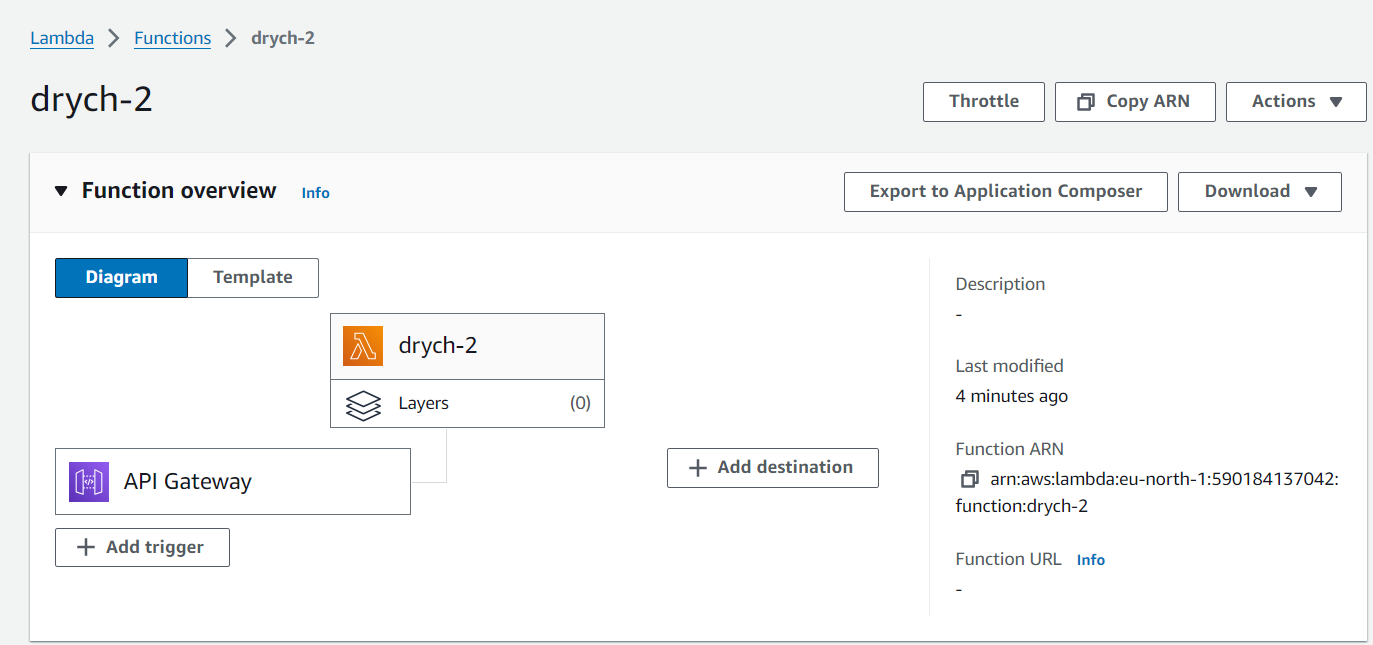 Lambda > Functions > drych-2
drych-2
Throttle
Copy ARN
Actions ▼
▼ Function overview Info
Export to Application Composer
Download ▼
Diagram
Template
drych-2
Layers (0)
API Gateway
+ Add trigger
+ Add destination
Description
-
Last modified
4 minutes ago
Function ARN
arn:aws:lambda:eu-north-1:590184137042:
function:drych-2
Function URL Info
-